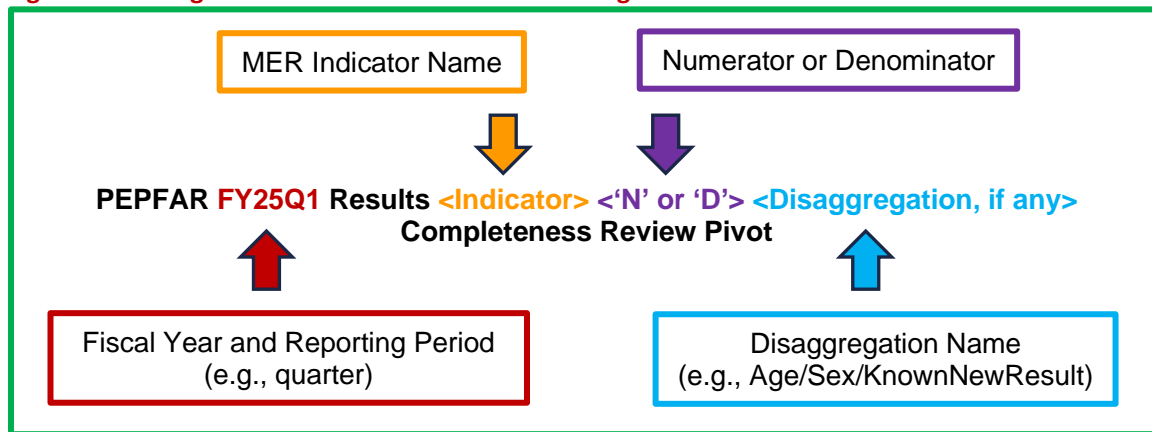 MER Indicator Name
Numerator or Denominator
PEPFAR FY25Q1 Results <Indicator> <‘N’ or ‘D’> <Disaggregation, if any>
Completeness Review Pivot
Fiscal Year and Reporting Period
(e.g., quarter)
Disaggregation Name
(e.g., Age/Sex/KnownNewResult)